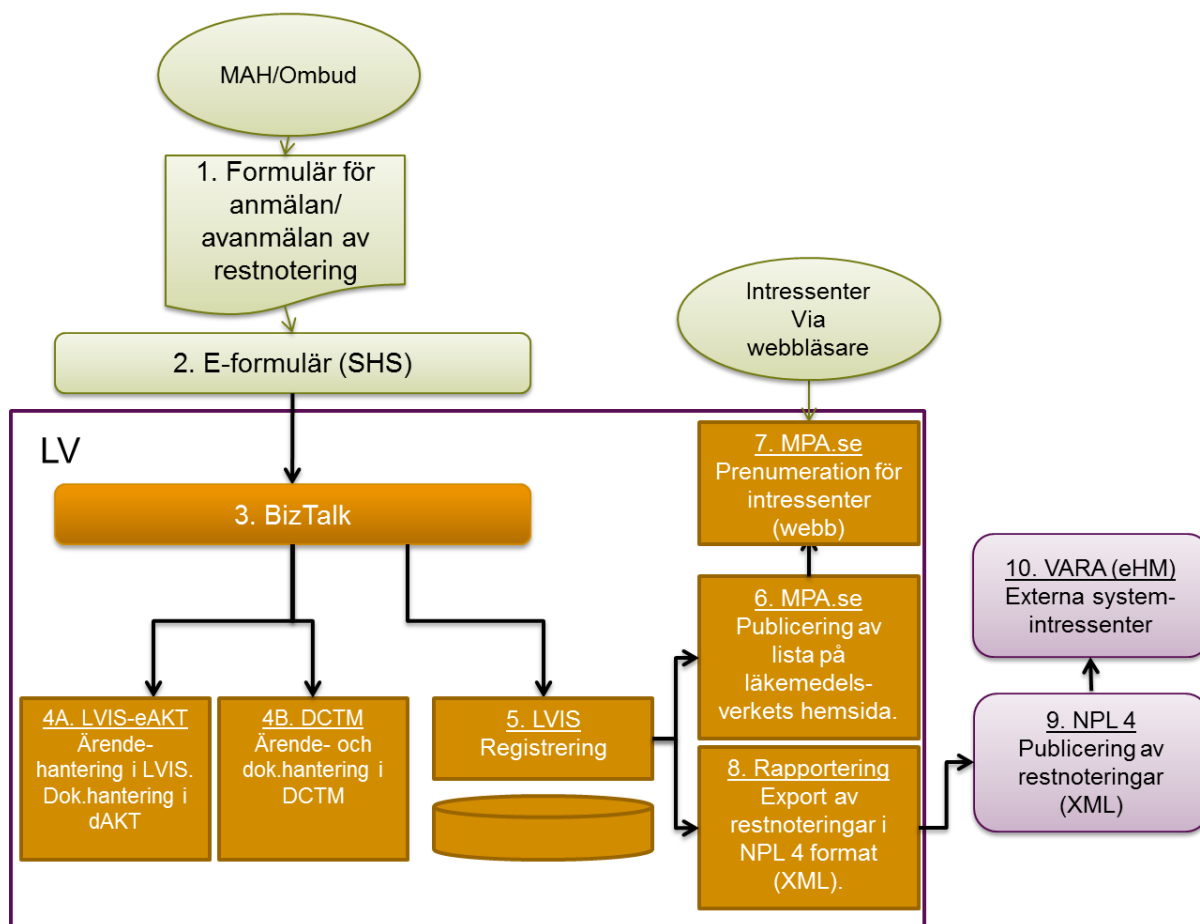 MAH/Ombud
1. Formulär för
anmälan/
avanmälan av
restnotering
2. E-formulär (SHS)
Intressenter
Via
webbläsare
LV
3. BizTalk
7. MPA.se
Prenumeration för
intressenter
(webb)
4A. LVIS-eAKT
Ärende-
hantering i LVIS.
Dok.hantering i
dAKT
4B. DCTM
Ärende- och
dok.hantering i
DCTM
5. LVIS
Registrering
6. MPA.se
Publicering av
lista på
läkemedels-
verkets hemsida.
8. Rapportering
Export av
restnoteringar i
NPL 4 format
(XML).
10. VARA (eHM)
Externa system-
intressenter
9. NPL 4
Publicering av
restnoteringar
(XML)